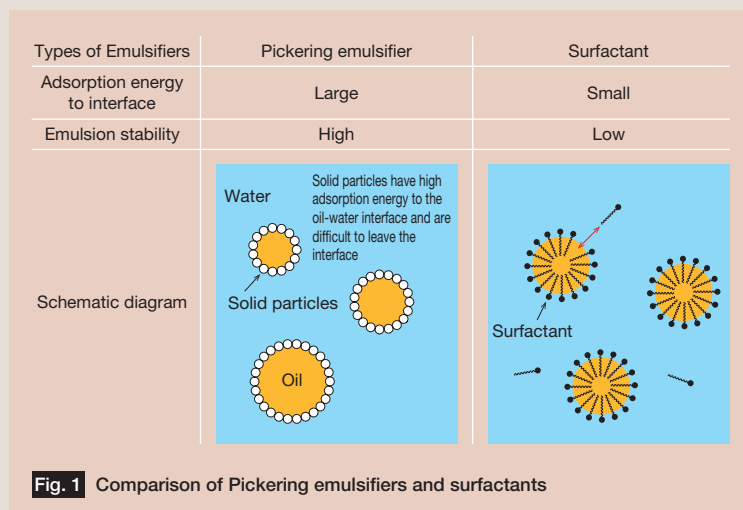 Types of Emulsifiers
Pickering emulsifier
Surfactant
Adsorption energy
to interface
Large
Small
Emulsion stability
High
Low
Schematic diagram
Water
Solid particles have high
adsorption energy to the
oil-water interface and are
difficult to leave the
interface
Solid particles
Oil
Surfactant
Fig. 1 Comparison of Pickering emulsifiers and surfactants